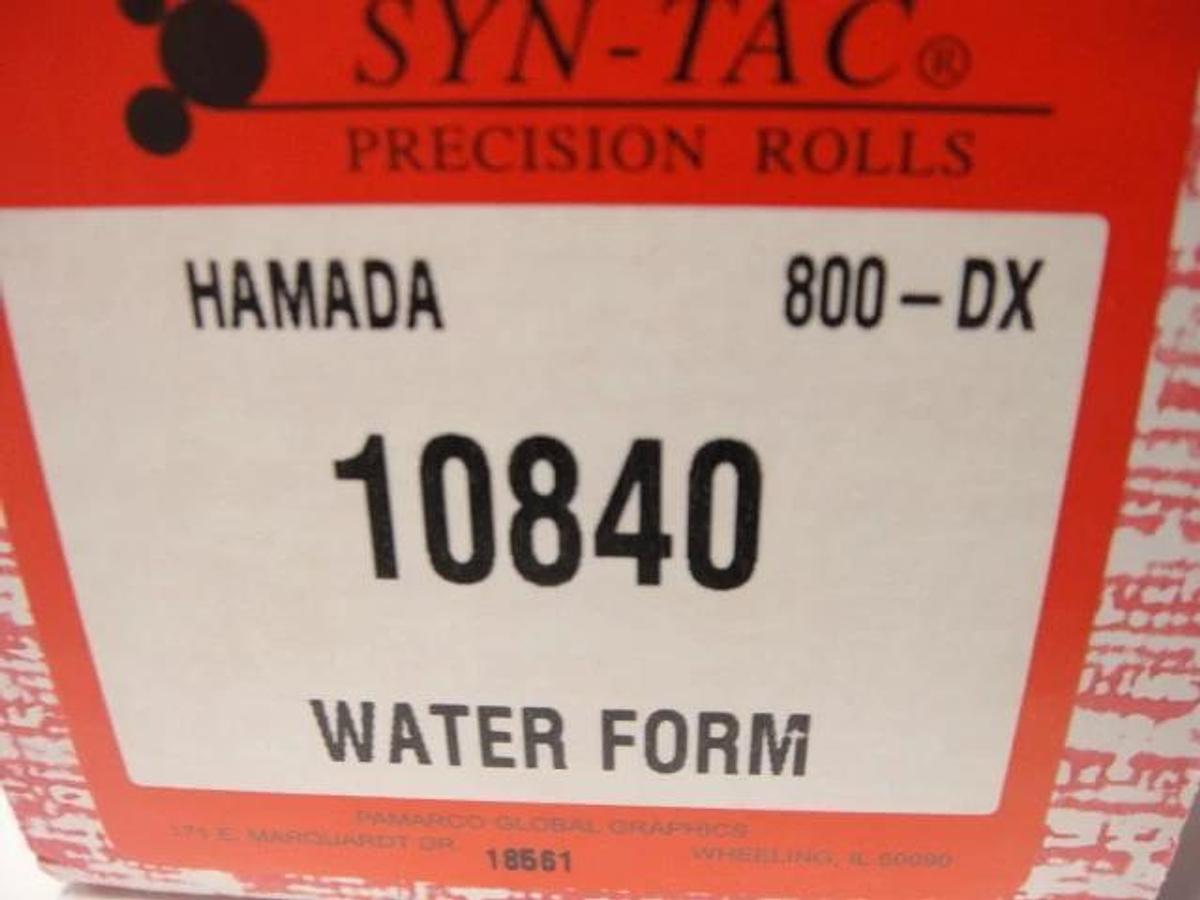 SYN-TAC®
PRECISION ROLLS
HAMADA 800-DX
10840
WATER FORM
PAMARCO GLOBAL GRAPHICS
171 E. MARQUARDT DR. WHEELING, IL 60090
18561